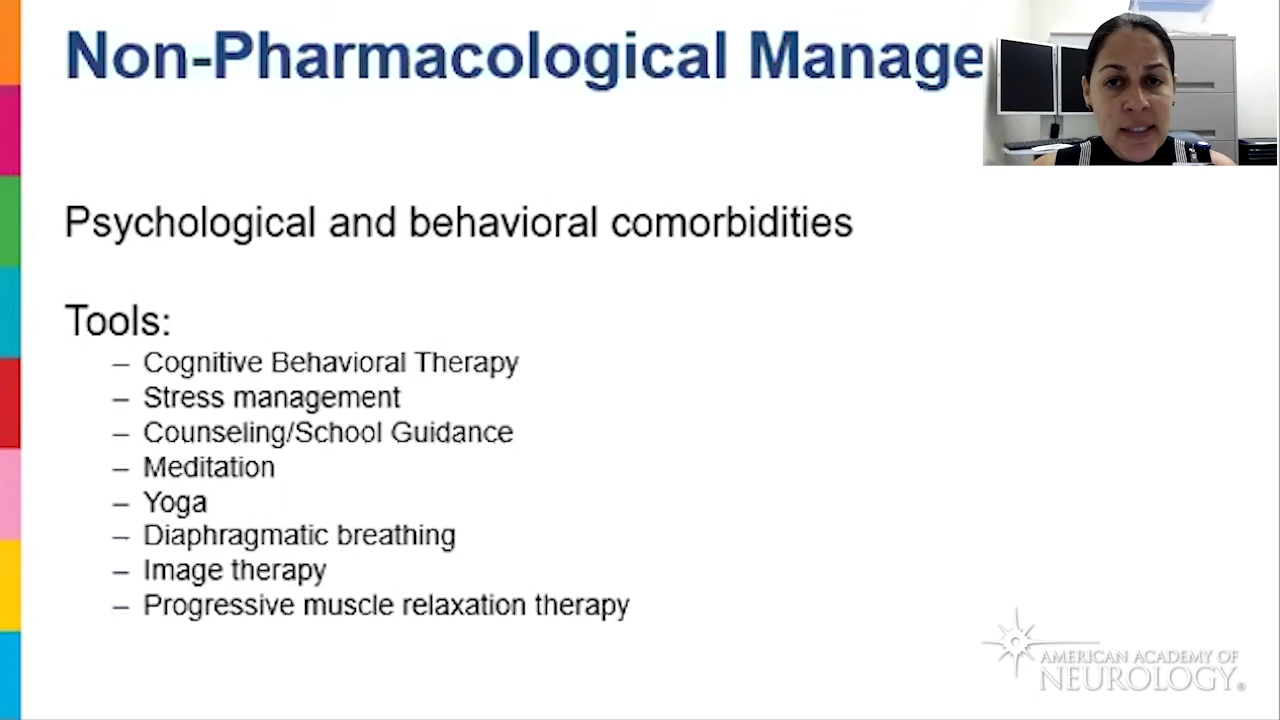 Non-Pharmacological Manage
Psychological and behavioral comorbidities
Tools:
– Cognitive Behavioral Therapy
– Stress management
– Counseling/School Guidance
– Meditation
– Yoga
– Diaphragmatic breathing
– Image therapy
– Progressive muscle relaxation therapy
AMERICAN ACADEMY OF
NEUROLOGY®